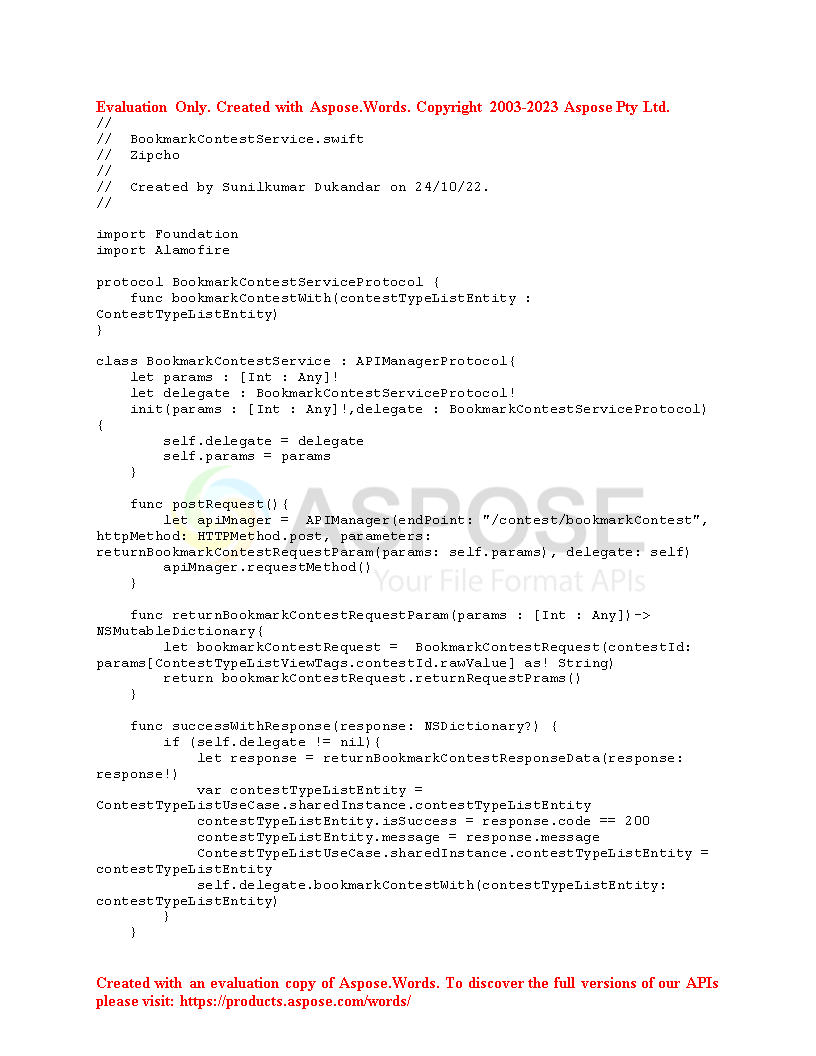 Evaluation Only. Created with Aspose.Words. Copyright 2003-2023 Aspose Pty Ltd.
//
//  BookmarkContestService.swift
//  Zipcho
//
//  Created by Sunilkumar Dukandar on 24/10/22.
//

import Foundation
import Alamofire

protocol BookmarkContestServiceProtocol {
    func bookmarkContestWith(contestTypeListEntity :
ContestTypeListEntity)
}

class BookmarkContestService : APIManagerProtocol{
    let params : [Int : Any]!
    let delegate : BookmarkContestServiceProtocol!
    init(params : [Int : Any]!,delegate : BookmarkContestServiceProtocol)
{
        self.delegate = delegate
        self.params = params
    }

    func postRequest(){
        let apiMnager =  APIManager(endPoint: "/contest/bookmarkContest",
httpMethod: HTTPMethod.post, parameters:
returnBookmarkContestRequestParam(params: self.params), delegate: self)
        apiMnager.requestMethod()
    }

    func returnBookmarkContestRequestParam(params : [Int : Any])->
NSMutableDictionary{
        let bookmarkContestRequest =  BookmarkContestRequest(contestId:
params[ContestTypeListViewTags.contestId.rawValue] as! String)
        return bookmarkContestRequest.returnRequestPrams()
    }

    func successWithResponse(response: NSDictionary?) {
        if (self.delegate != nil){
            let response = returnBookmarkContestResponseData(response:
response!)
            var contestTypeListEntity =
ContestTypeListUseCase.sharedInstance.contestTypeListEntity
            contestTypeListEntity.isSuccess = response.code == 200
            contestTypeListEntity.message = response.message
            ContestTypeListUseCase.sharedInstance.contestTypeListEntity =
contestTypeListEntity
            self.delegate.bookmarkContestWith(contestTypeListEntity:
contestTypeListEntity)
        }
    }

ASPOSE
Your File Format APIs
Created with an evaluation copy of Aspose.Words. To discover the full versions of our APIs
please visit: https://products.aspose.com/words/